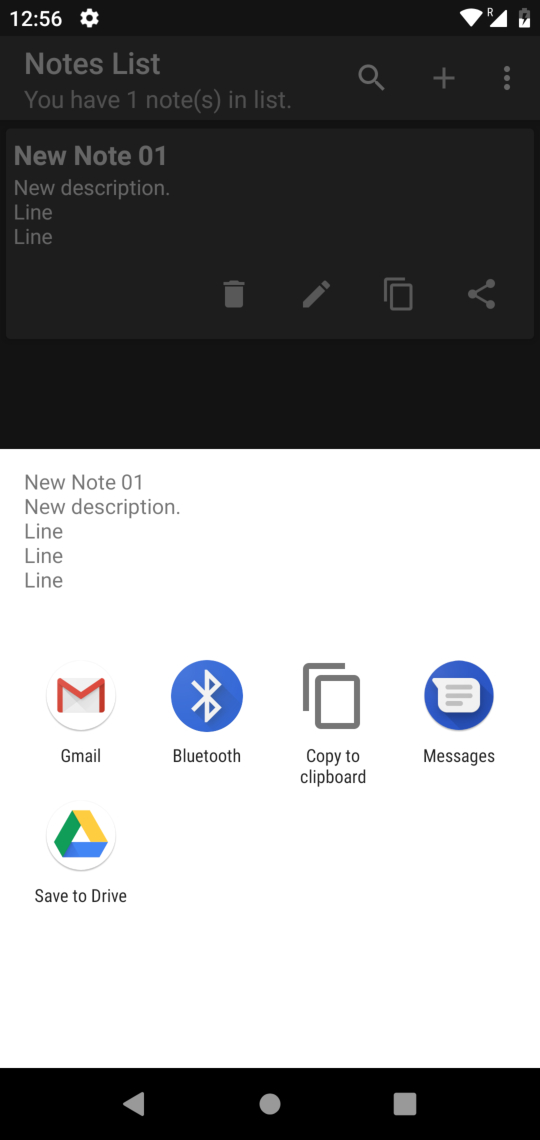 12:56
R
Notes List
You have 1 note(s) in list.
New Note 01
New description.
Line
Line
New Note 01
New description.
Line
Line
Line
Gmail
Bluetooth
Copy to
clipboard
Messages
Save to Drive